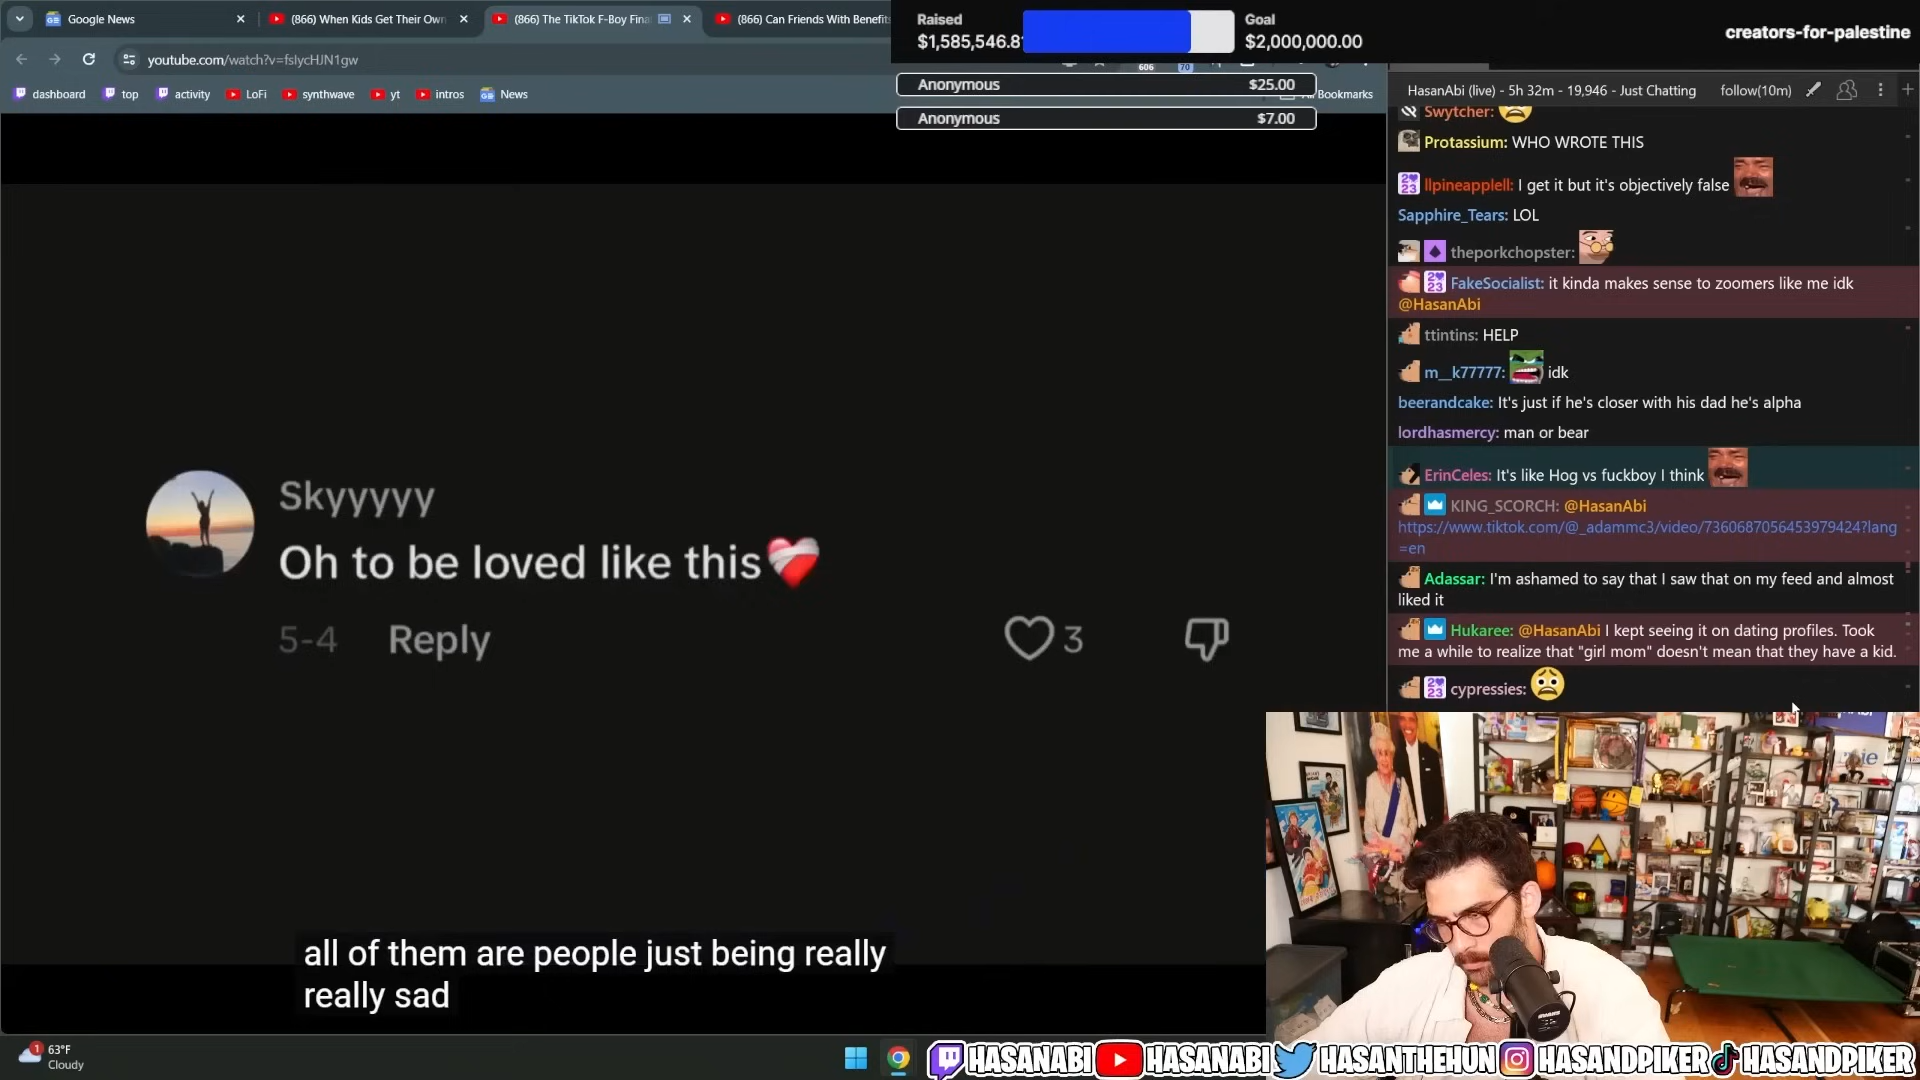 Google News
(866) When Kids Get Their Own
(866) The TikTok F-Boy Fina
(866) Can Friends With Benefit
Raised
$1,585,546.8
Goal
$2,000,000.00
creators-for-palestine
youtube.com/watch?v=fslycHJN1gw
606
70
dashboard
top
activity
LoFi
synthwave
yt
intros
News
Bookmarks
Anonymous $25.00
Anonymous $7.00
HasanAbi (live) - 5h 32m - 19,946 - Just Chatting follow(10m)
Swytcher:
Protassium: WHO WROTE THIS
llpineapplell: I get it but it's objectively false
Sapphire_Tears: LOL
theporkchopster:
FakeSocialist: it kinda makes sense to zoomers like me idk
@HasanAbi
ttintins: HELP
m__k77777: idk
beerandcake: It's just if he's closer with his dad he's alpha
lordhasmercy: man or bear
ErinCeles: It's like Hog vs fuckboy I think
KING_SCORCH: @HasanAbi
https://www.tiktok.com/@_adammc3/video/7360687056453979424?lang
=en
Adassar: I'm ashamed to say that I saw that on my feed and almost
liked it
Hukaree: @HasanAbi I kept seeing it on dating profiles. Took
me a while to realize that "girl mom" doesn't mean that they have a kid.
cypressies:
Skyyyyy
Oh to be loved like this
5-4 Reply 3
all of them are people just being really
really sad
1
63°F
Cloudy
HASANABI
HASANABI
HASANTHEHUN
HASANDPIKER
HASANDPIKER